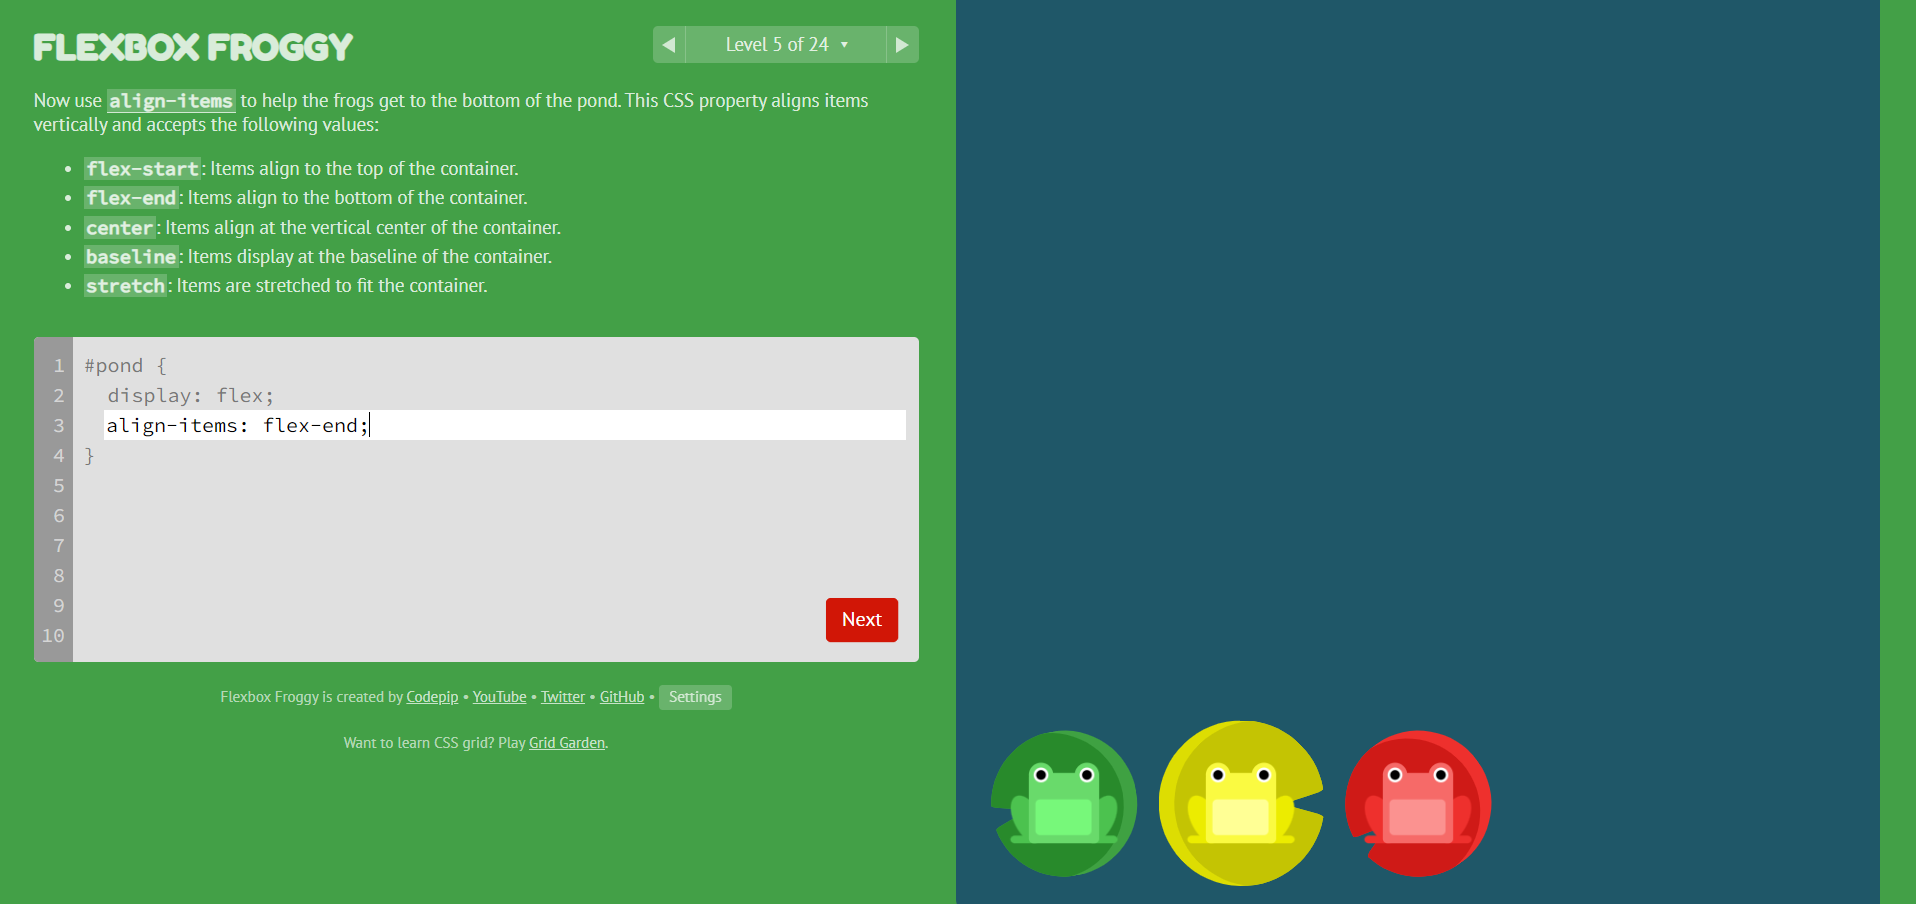 FLEXBOX FROGGY
Level 5 of 24
Now use align-items to help the frogs get to the bottom of the pond. This CSS property aligns items
vertically and accepts the following values:
• flex-start: Items align to the top of the container.
• flex-end: Items align to the bottom of the container.
• center: Items align at the vertical center of the container.
• baseline: Items display at the baseline of the container.
• stretch: Items are stretched to fit the container.
1 #pond {
2   display: flex;
3   align-items: flex-end;
4 }
5
6
7
8
9
10
Next
Flexbox Froggy is created by Codepip • YouTube • Twitter • GitHub • Settings
Want to learn CSS grid? Play Grid Garden.